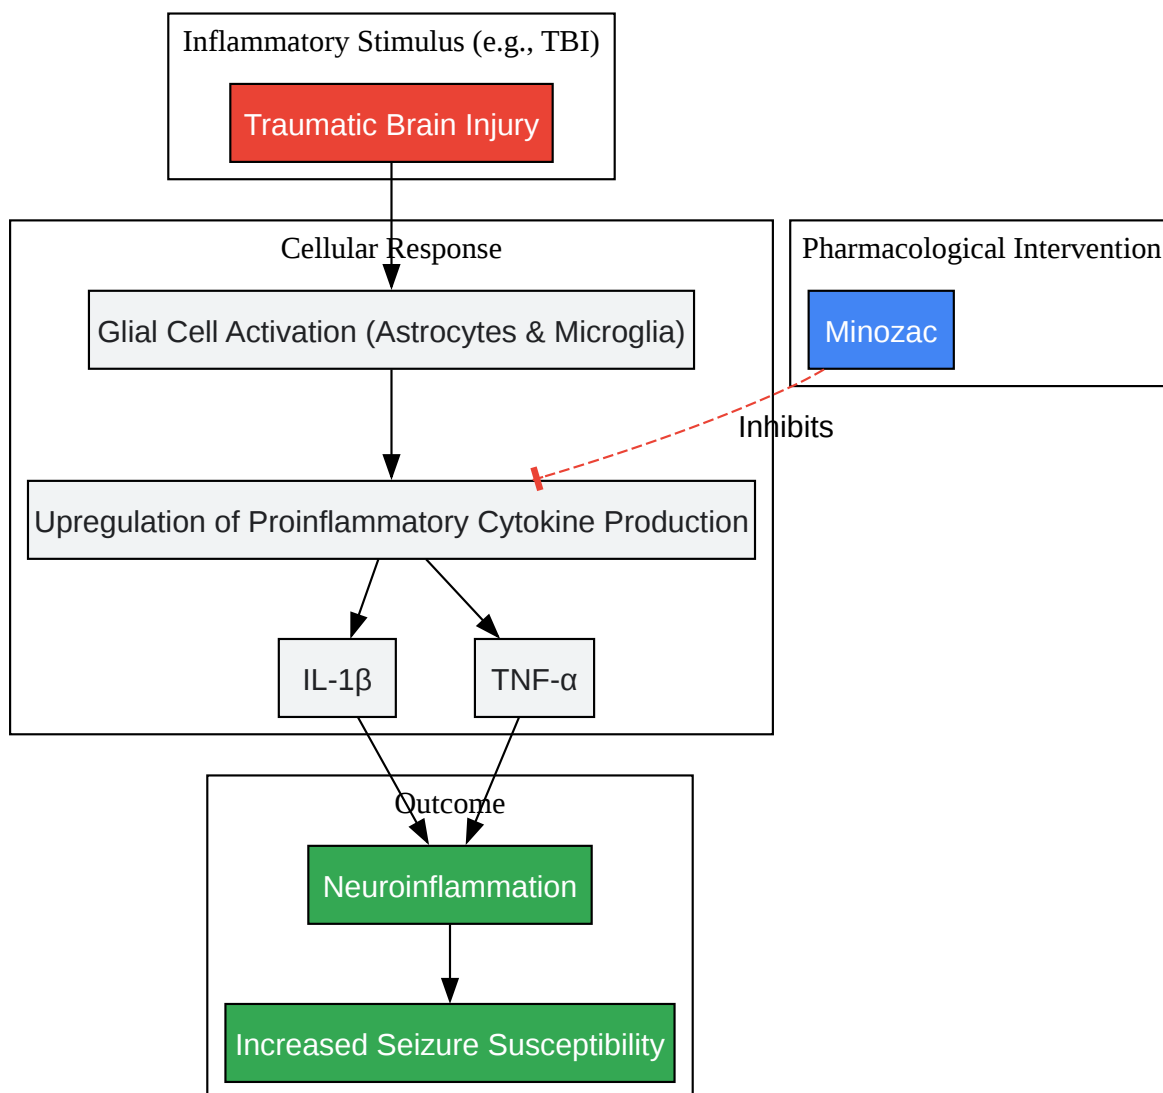 Inflammatory Stimulus (e.g., TBI)
Traumatic Brain Injury
Cellular Response
Pharmacological Intervention
Glial Cell Activation (Astrocytes & Microglia)
Minozac
Inhibits
Upregulation of Proinflammatory Cytokine Production
IL-1β
TNF-α
Outcome
Neuroinflammation
Increased Seizure Susceptibility